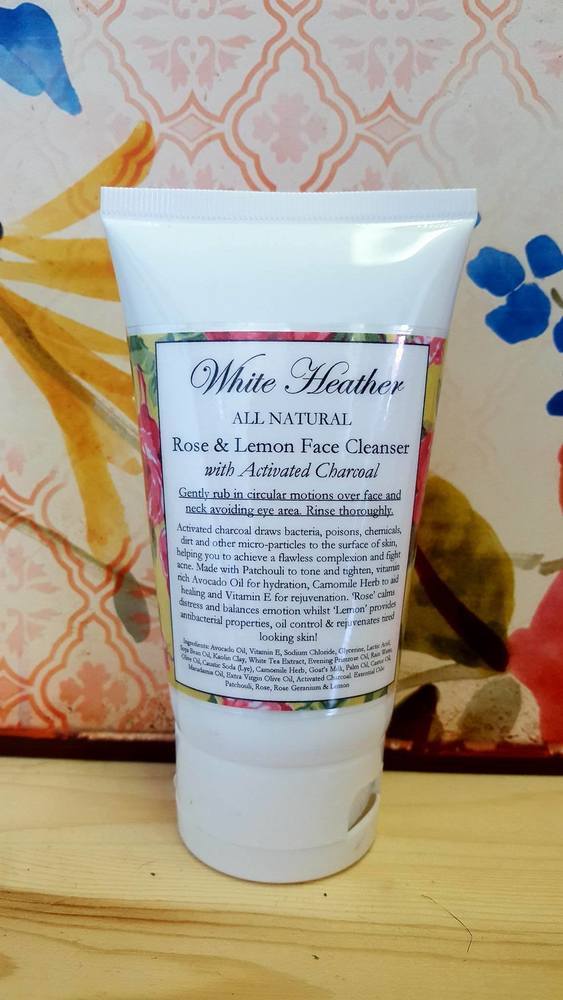 White Heather
ALL NATURAL
Rose & Lemon Face Cleanser
with Activated Charcoal
Gently rub in circular motions over face and
neck avoiding eye area. Rinse thoroughly.
Activated charcoal draws bacteria, poisons, chemicals,
dirt and other micro-particles to the surface of skin,
helping you to achieve a flawless complexion and fight
acne. Made with Patchouli to tone and tighten, vitamin
rich Avocado Oil for hydration, Camomile Herb to aid
healing and Vitamin E for rejuvenation. 'Rose' calms
distress and balances emotion whilst 'Lemon' provides
antibacterial properties, oil control & rejuvenates tired
looking skin!
Ingredients: Avocado Oil, Vitamin E, Sodium Chloride, Glycerine, Lactic Acid,
Soya Bean Oil, Kaolin Clay, White Tea Extract, Evening Primrose Oil, Rain Water,
Olive Oil, Caustic Soda (Lye), Camomile Herb, Goat's Milk, Palm Oil, Castor Oil,
Macadamia Oil, Extra Virgin Olive Oil, Activated Charcoal. Essential Oils:
Patchouli, Rose, Rose Geranium & Lemon